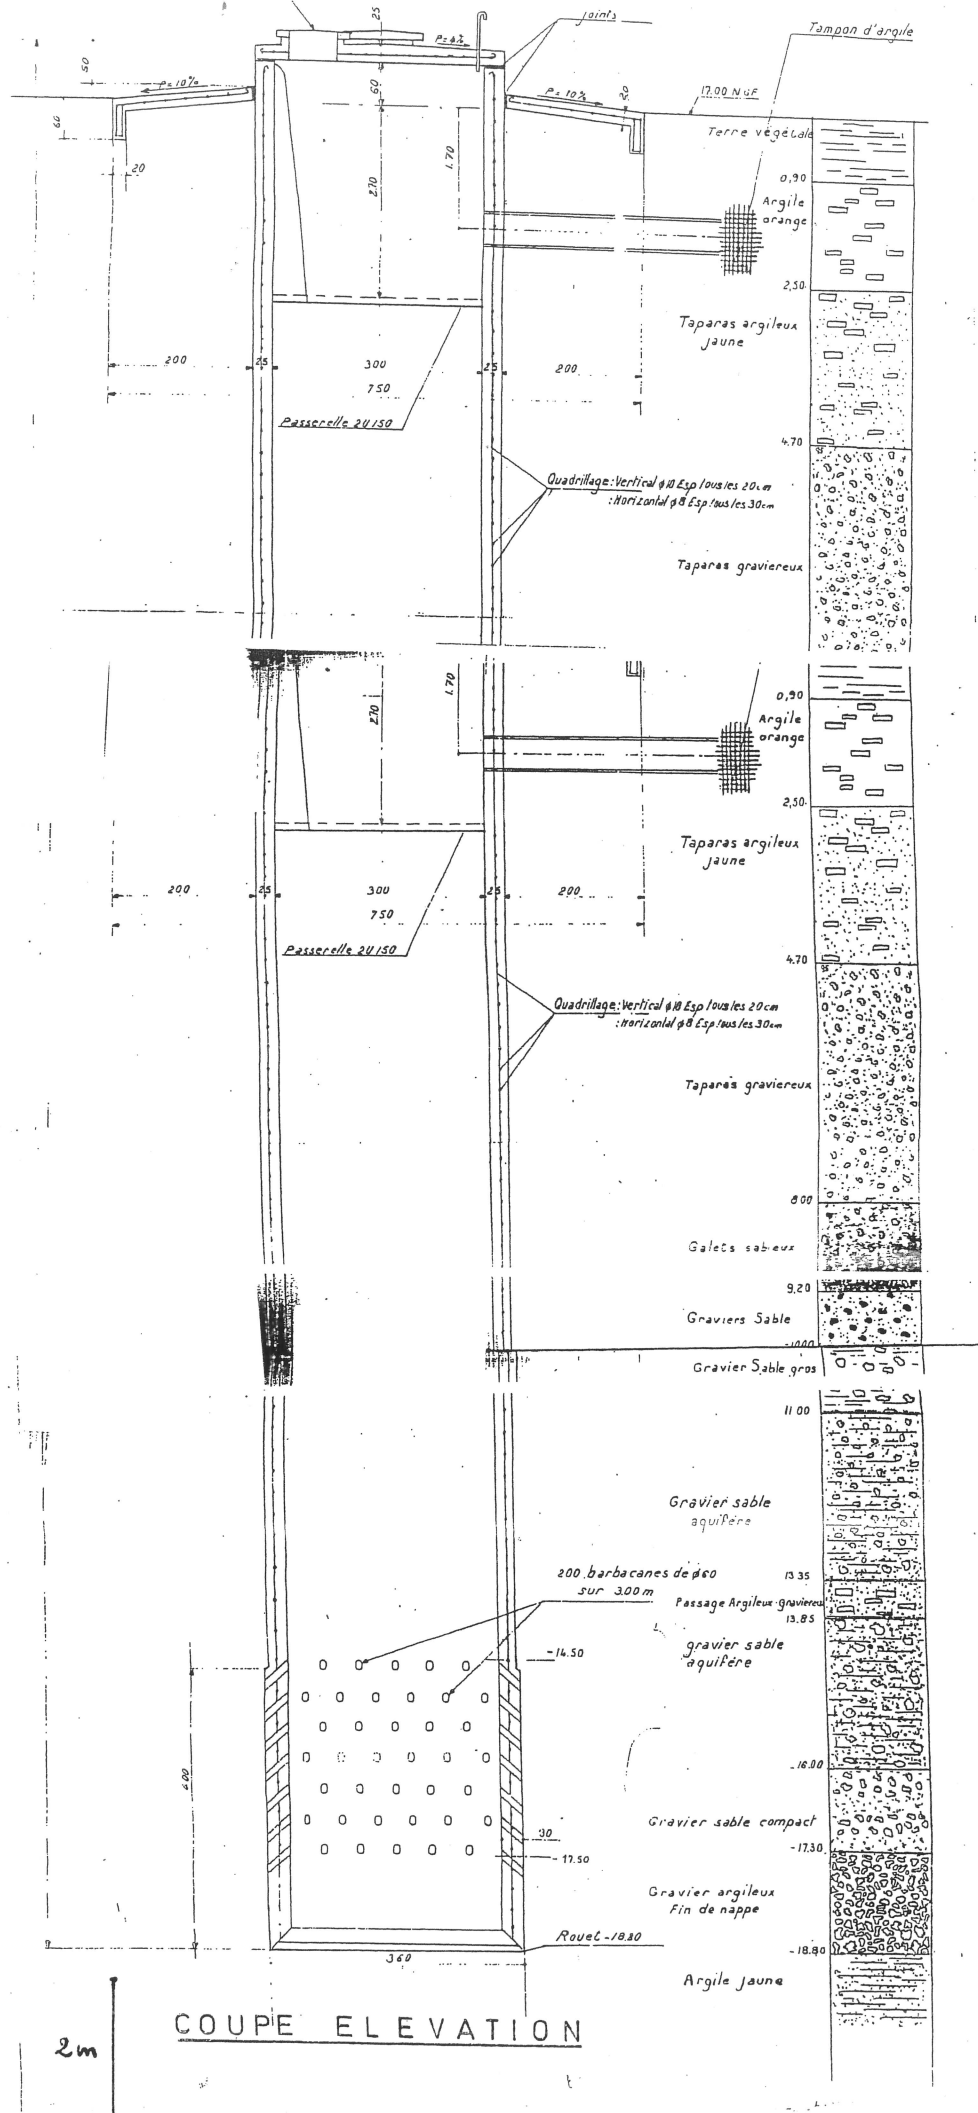 25
joints
Tampon d'argile
P=4%
50
P=10%
60
P=10%
30
17.00 NGF
60
Terre végétale
20
1.70
2.70
0,90
Argile
orange
2,50
Taparas argileux
jaune
200
25
300
25
200
750
Passerelle 2U150
4.70
Quadrillage: Vertical φ10 Esp tous les 20cm
: Horizontal φ8 Esp tous les 30cm
Taparas graviereux
1.70
2.70
0,90
Argile
orange
2,50
Taparas argileux
jaune
200
25
300
25
200
750
Passerelle 2U150
4.70
Quadrillage: Vertical φ10 Esp tous les 20cm
: Horizontal φ8 Esp tous les 30cm
Taparas graviereux
8.00
Galets sableux
9.20
Graviers Sable
-10.00
Gravier Sable gros
11.00
Gravier sable
aquifère
200 barbacanes de φ60
sur 3.00m
13.35
Passage Argileux-Graviereux
13.85
gravier sable
aquifère
-14.50
-16.00
600
Gravier sable compact
30
-17.30
-17.50
Gravier argileux
Fin de nappe
Rouet -18.80
-18.80
360
Argile jaune
COUPE ELEVATION
2m